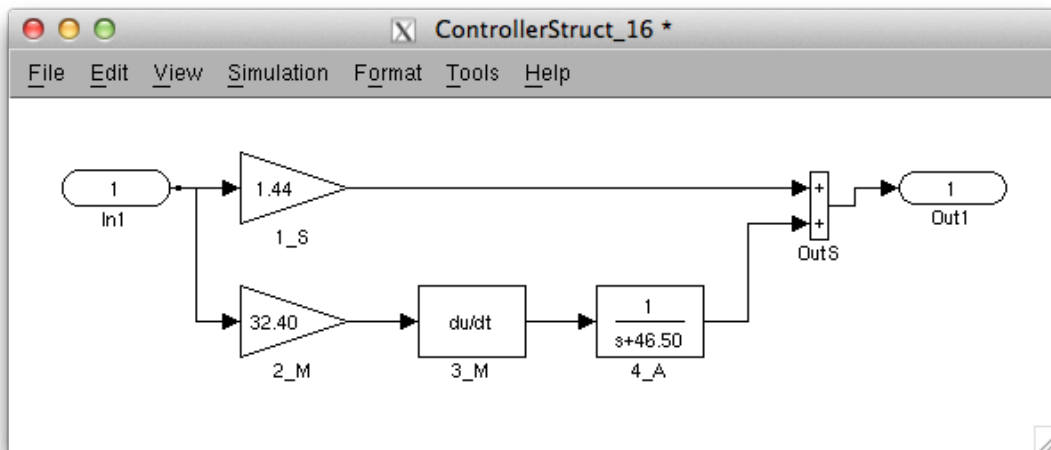 ControllerStruct_16 *
File Edit View Simulation Format Tools Help
1
In1
1.44
1_S
+
+
OutS
1
Out1
32.40
2_M
du/dt
3_M
1
s+46.50
4_A